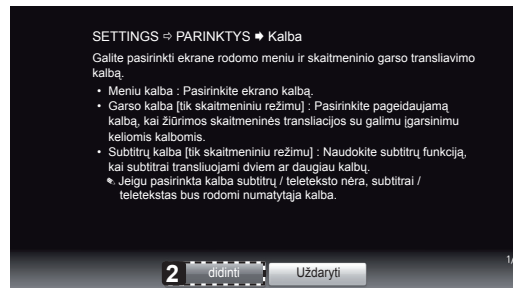 SETTINGS ⇨ PARINKTYS ➧ Kalba
Galite pasirinkti ekrane rodomo meniu ir skaitmeninio garso transliavimo
kalbą.
• Meniu kalba : Pasirinkite ekrano kalbą.
• Garso kalba [tik skaitmeniniu režimu] : Pasirinkite pageidaujamą
kalbą, kai žiūrimos skaitmeninės transliacijos su galimu įgarsinimu
keliomis kalbomis.
• Subtitrų kalba [tik skaitmeniniu režimu] : Naudokite subtitrų funkciją,
kai subtitrai transliuojami dviem ar daugiau kalbų.
✎ Jeigu pasirinkta kalba subtitrų / teleteksto nėra, subtitrai /
teletekstas bus rodomi numatytąja kalba.
1/
2 didinti Uždaryti